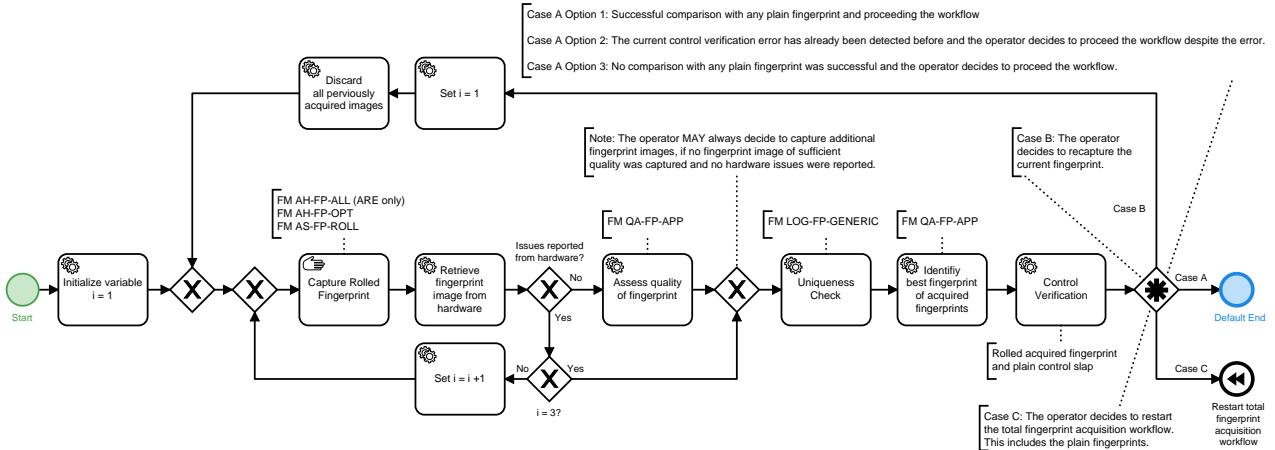 Case A Option 1: Successful comparison with any plain fingerprint and proceeding the workflow
Case A Option 2: The current control verification error has already been detected before and the operator decides to proceed the workflow despite the error.
Case A Option 3: No comparison with any plain fingerprint was successful and the operator decides to proceed the workflow.
Discard
all perviously
acquired images
Set i = 1
Note: The operator MAY always decide to capture additional
fingerprint images, if no fingerprint image of sufficient
quality was captured and no hardware issues were reported.
Case B: The operator
decides to recapture the
current fingerprint.
Case B
FM AH-FP-ALL (ARE only)
FM AH-FP-OPT
FM AS-FP-ROLL
FM QA-FP-APP
FM LOG-FP-GENERIC
FM QA-FP-APP
Start
Initialize variable
i = 1
Capture Rolled
Fingerprint
Retrieve
fingerprint
image from
hardware
Issues reported
from hardware?
No
Yes
Assess quality
of fingerprint
Uniqueness
Check
Identifiy
best fingerprint
of acquired
fingerprints
Control
Verification
Case A
Default End
Rolled acquired fingerprint
and plain control slap
Set i = i +1
No
Yes
i = 3?
Case C
Restart total
fingerprint
acquisition
workflow
Case C: The operator decides to restart
the total fingerprint acquisition workflow.
This includes the plain fingerprints.